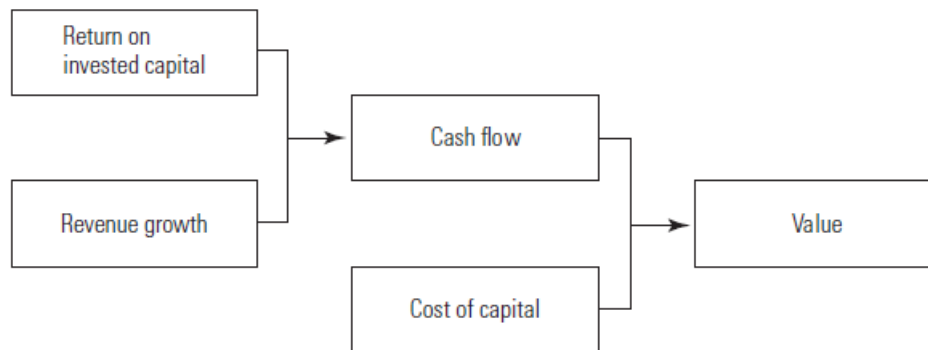 Return on
invested capital
Cash flow
Revenue growth
Value
Cost of capital